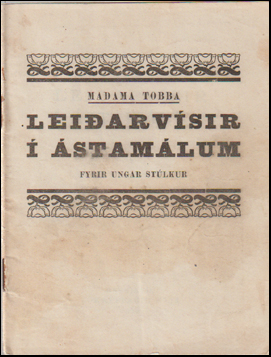 MADAMA TOBBA
LEIÐARVÍSIR
Í ÁSTAMÁLUM
FYRIR UNGAR STÚLKUR